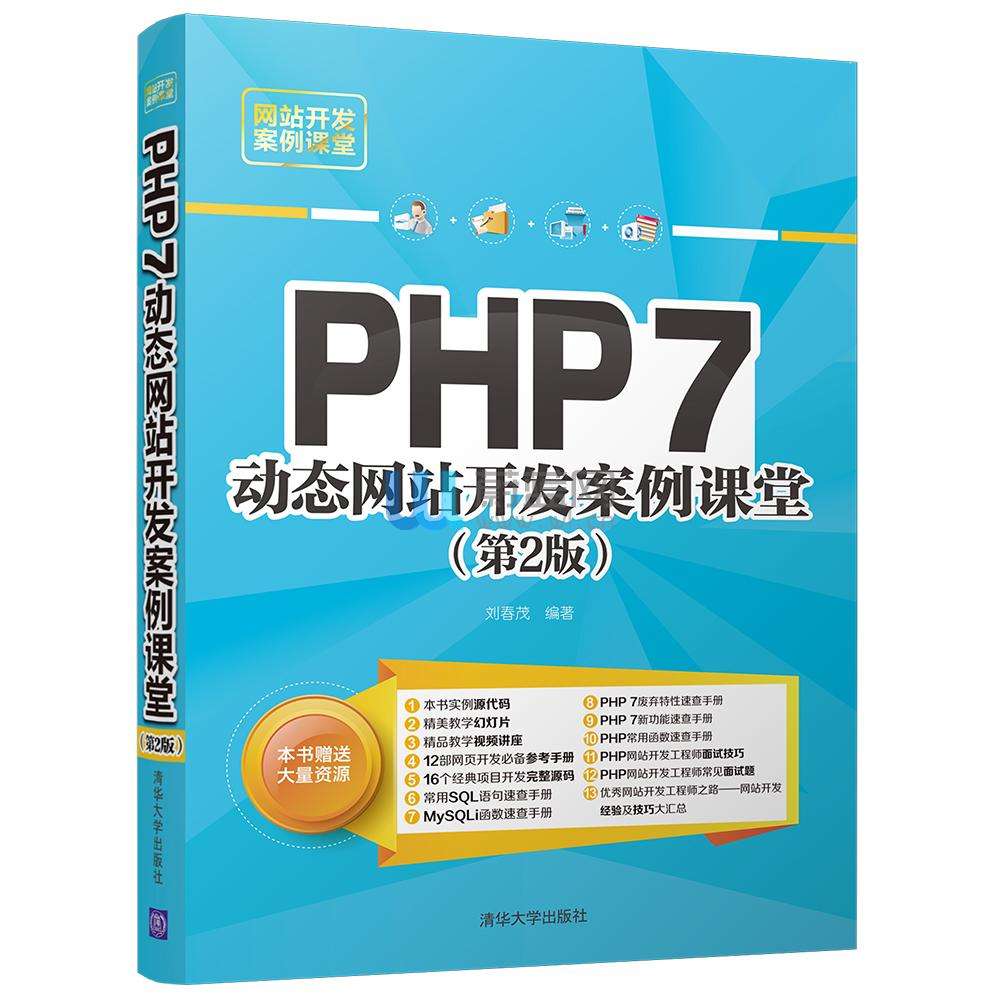 网站开发
案例课堂
PHP 7动态网站开发案例课堂
(第2版)
清华大学出版社
网站开发
案例课堂
PHP 7
动态网站开发案例课堂
(第2版)
刘春茂 编著
本书赠送
大量资源
1 本书实例源代码
2 精美教学幻灯片
3 精品教学视频讲座
4 12部网页开发必备参考手册
5 16个经典项目开发完整源码
6 常用SQL语句速查手册
7 MySQLi函数速查手册
8 PHP 7废弃特性速查手册
9 PHP 7新功能速查手册
10 PHP常用函数速查手册
11 PHP网站开发工程师面试技巧
12 PHP网站开发工程师常见面试题
13 优秀网站开发工程师之路——网站开发
经验及技巧大汇总
清华大学出版社